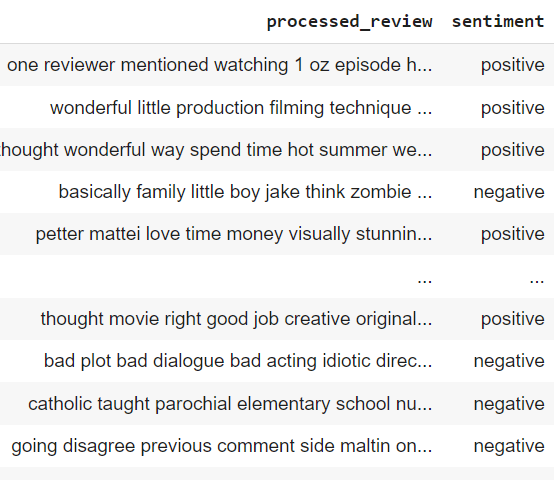 processed_review sentiment
one reviewer mentioned watching 1 oz episode h... positive
wonderful little production filming technique ... positive
thought wonderful way spend time hot summer we... positive
basically family little boy jake think zombie ... negative
petter mattei love time money visually stunnin... positive
... ...
thought movie right good job creative original... positive
bad plot bad dialogue bad acting idiotic direc... negative
catholic taught parochial elementary school nu... negative
going disagree previous comment side maltin on... negative